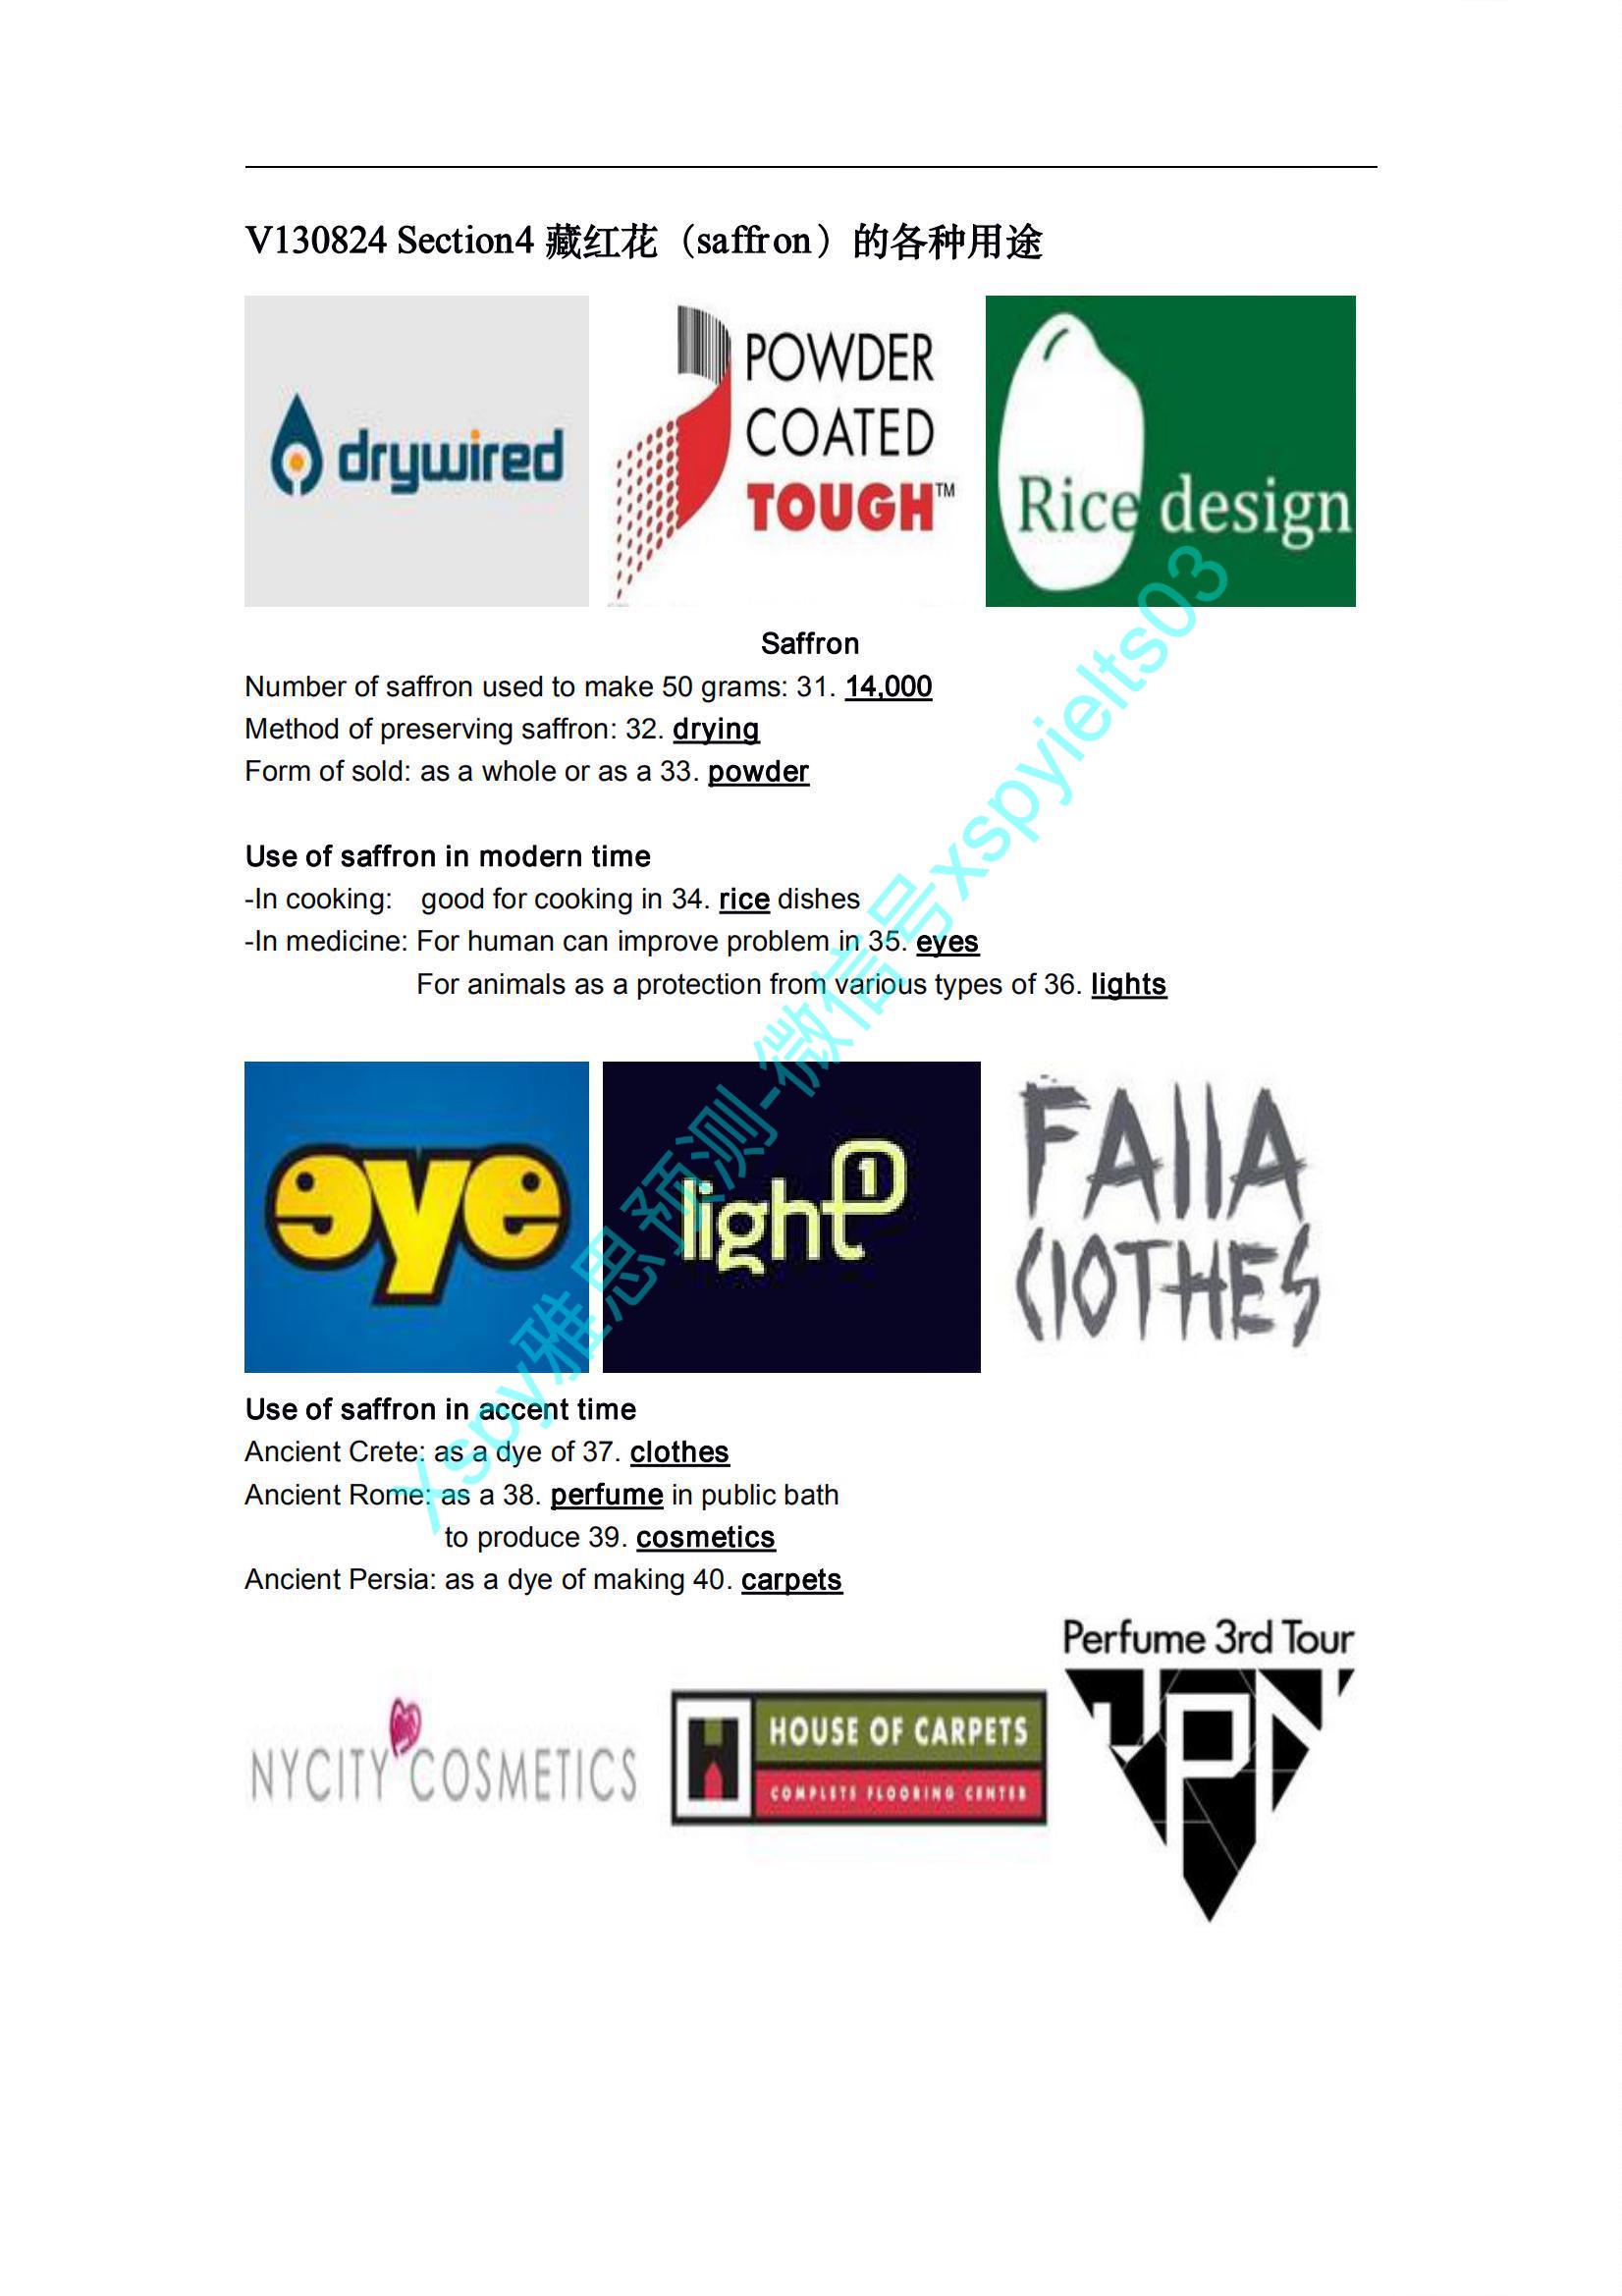 V130824 Section4 藏红花（saffron）的各种用途
drywired
POWDER
COATED
TOUGH™
Rice design
Saffron
Number of saffron used to make 50 grams: 31. 14,000
Method of preserving saffron: 32. drying
Form of sold: as a whole or as a 33. powder
Use of saffron in modern time
-In cooking: good for cooking in 34. rice dishes
-In medicine: For human can improve problem in 35. eyes
For animals as a protection from various types of 36. lights
eye
light 1
FAllA
ClOTHES
Use of saffron in accent time
Ancient Crete: as a dye of 37. clothes
Ancient Rome: as a 38. perfume in public bath
to produce 39. cosmetics
Ancient Persia: as a dye of making 40. carpets
NYCITY COSMETICS
HOUSE OF CARPETS
COMPLETE FLOORING CENTER
Perfume 3rd Tour
JPN
Xspy雅思预测-微信号xspyielts03